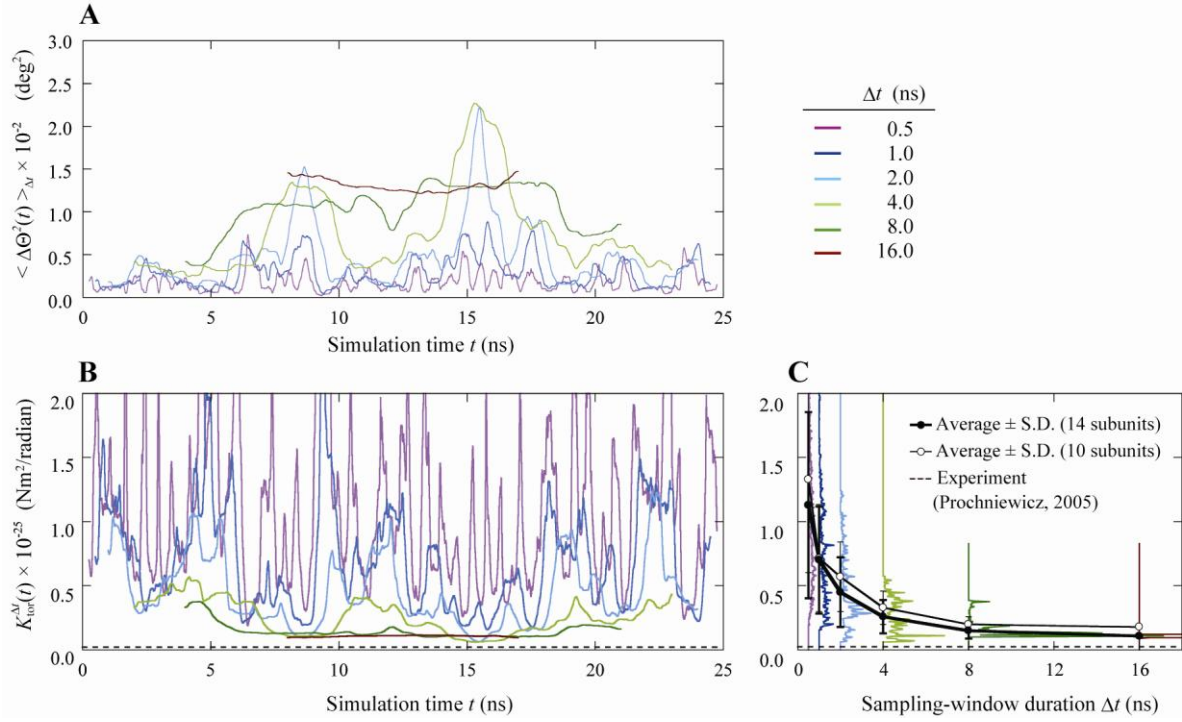 A
3.0
2.5
2.0
1.5
1.0
0.5
0.0
< ΔΘ²(t) >Δt × 10⁻² (deg²)
0 5 10 15 20 25
Simulation time t (ns)
Δt (ns)
0.5
1.0
2.0
4.0
8.0
16.0
B
2.0
1.5
1.0
0.5
0.0
K_tor^Δt(t) × 10⁻²⁵ (Nm²/radian)
0 5 10 15 20 25
Simulation time t (ns)
C
2.0
1.5
1.0
0.5
0.0
Average ± S.D. (14 subunits)
Average ± S.D. (10 subunits)
Experiment
(Prochniewicz, 2005)
0 4 8 12 16
Sampling-window duration Δt (ns)